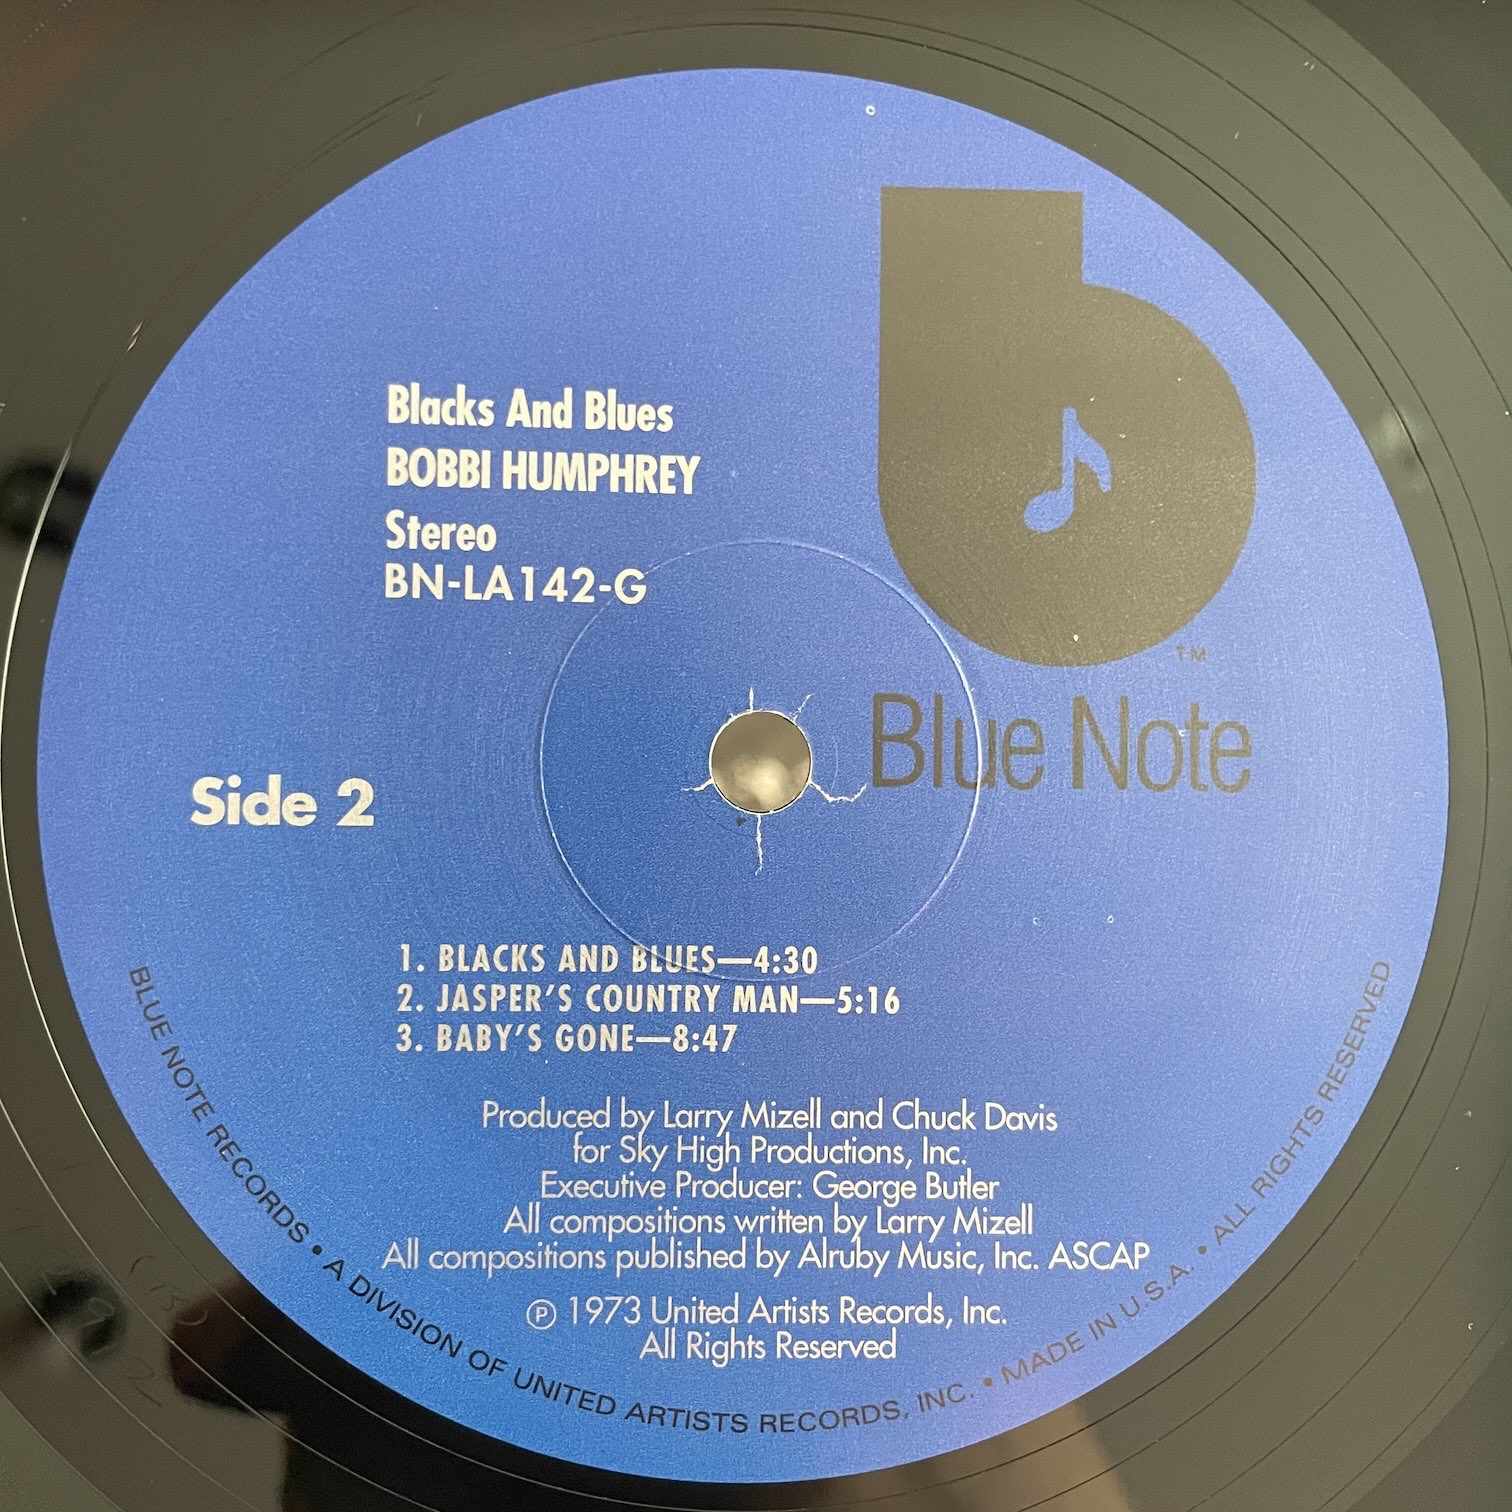 Blacks And Blues
BOBBI HUMPHREY
Stereo
BN-LA142-G
TM
Blue Note
Side 2
1. BLACKS AND BLUES—4:30
2. JASPER'S COUNTRY MAN—5:16
3. BABY'S GONE—8:47
Produced by Larry Mizell and Chuck Davis
for Sky High Productions, Inc.
Executive Producer: George Butler
All compositions written by Larry Mizell
All compositions published by Alruby Music, Inc. ASCAP
℗ 1973 United Artists Records, Inc.
All Rights Reserved
BLUE NOTE RECORDS • A DIVISION OF UNITED ARTISTS RECORDS, INC. • MADE IN U.S.A. • ALL RIGHTS RESERVED